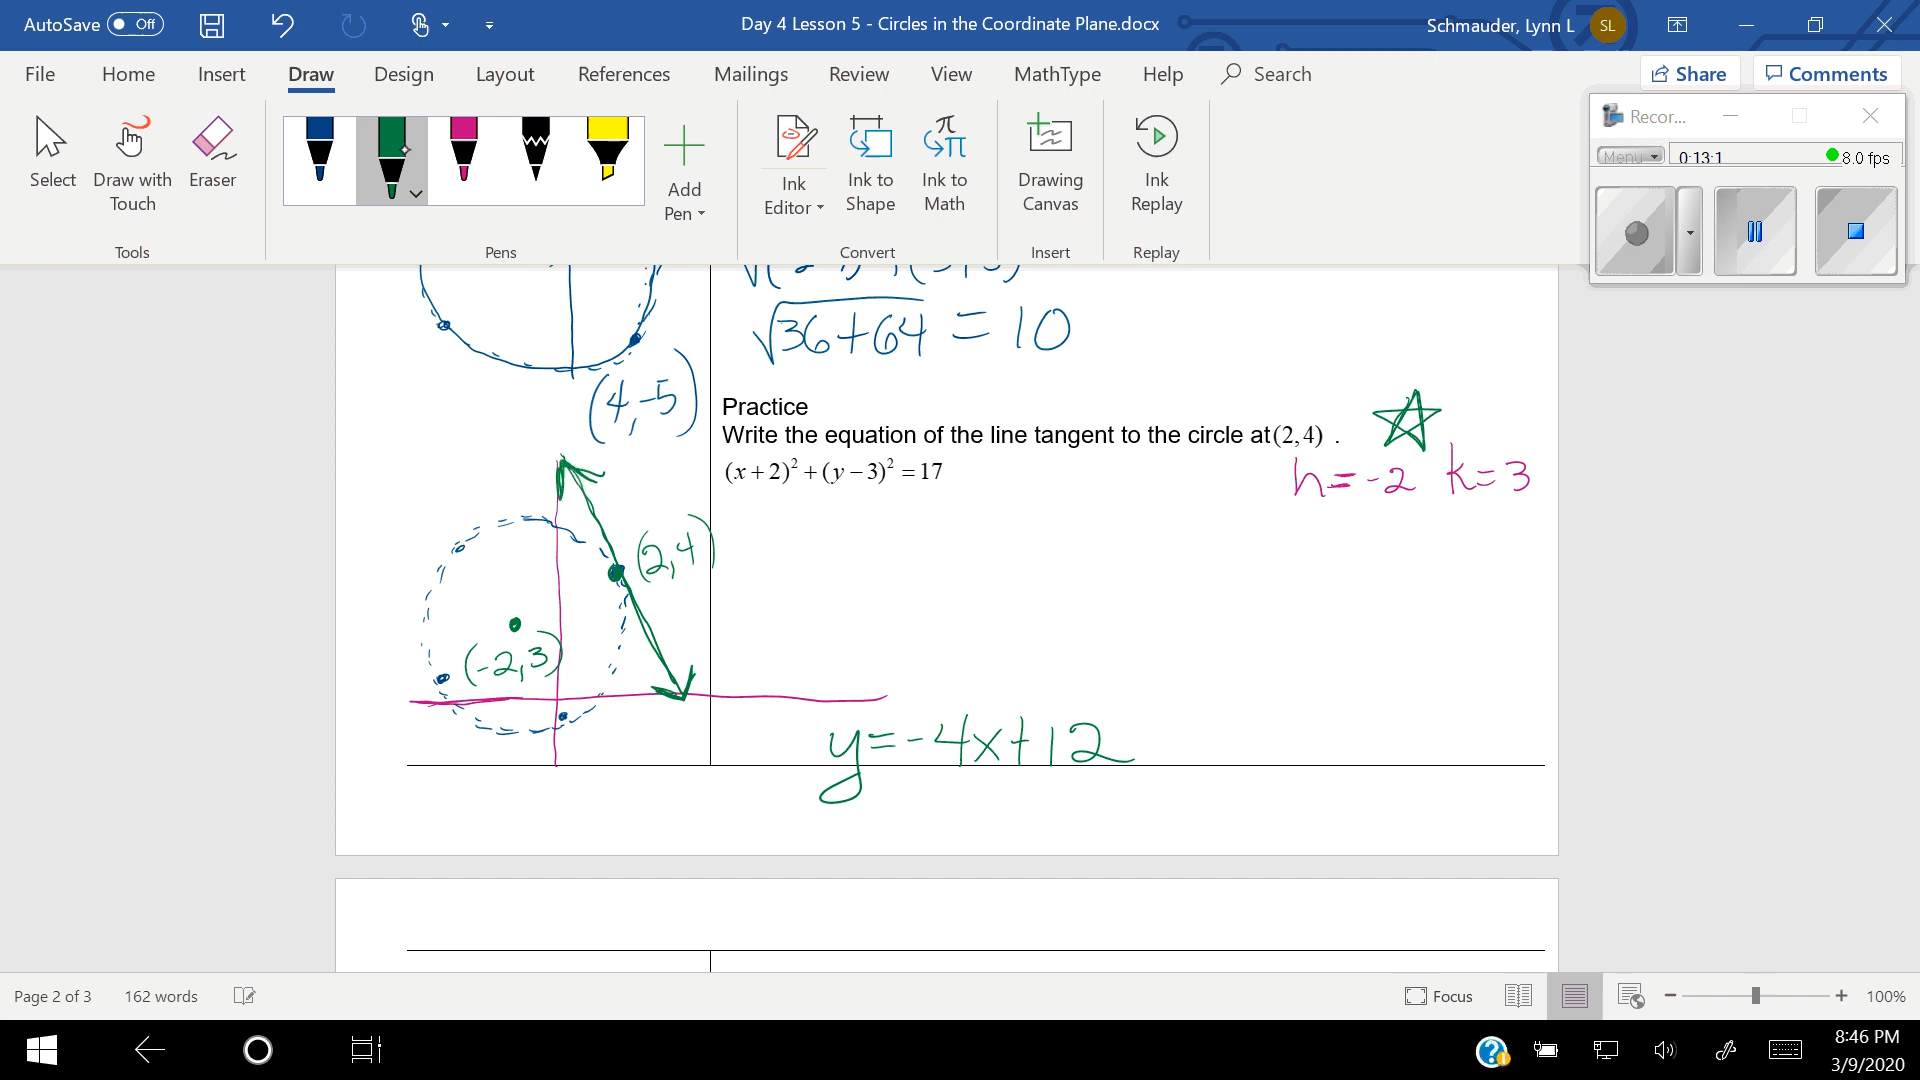 AutoSave Off
Day 4 Lesson 5 - Circles in the Coordinate Plane.docx
Schmauder, Lynn L SL
File Home Insert Draw Design Layout References Mailings Review View MathType Help Search
Share Comments
Select
Draw with Touch
Eraser
Add Pen
Ink Editor
Ink to Shape
Ink to Math
Drawing Canvas
Ink Replay
Tools Pens Convert Insert Replay
Recor...
Menu 0:13:1 8.0 fps
√36+64 = 10
(4,-5)
Practice
Write the equation of the line tangent to the circle at (2,4) .
(x+2)² + (y−3)² = 17
h=-2 k=3
(2,4)
(-2,3)
y=-4x+12
Page 2 of 3 162 words
Focus 100%
8:46 PM
3/9/2020